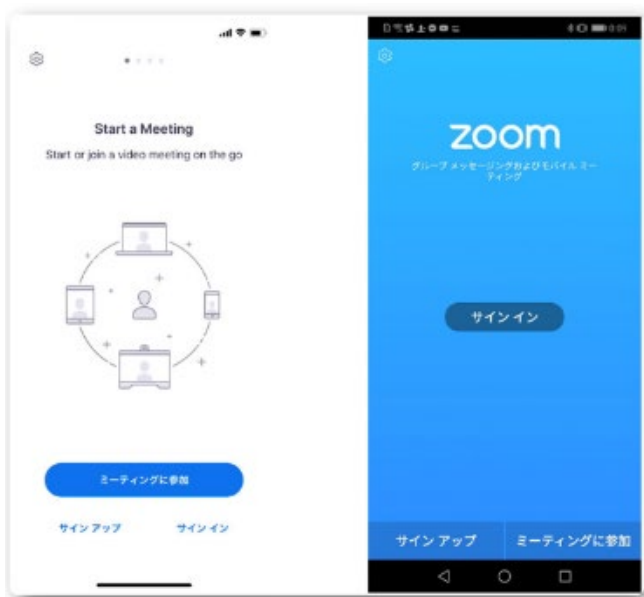 Start a Meeting
Start or join a video meeting on the go
ミーティングに参加
サイン アップ
サイン イン
zoom
グループ メッセージングおよびモバイル ミー
ティング
サイン イン
サイン アップ
ミーティングに参加